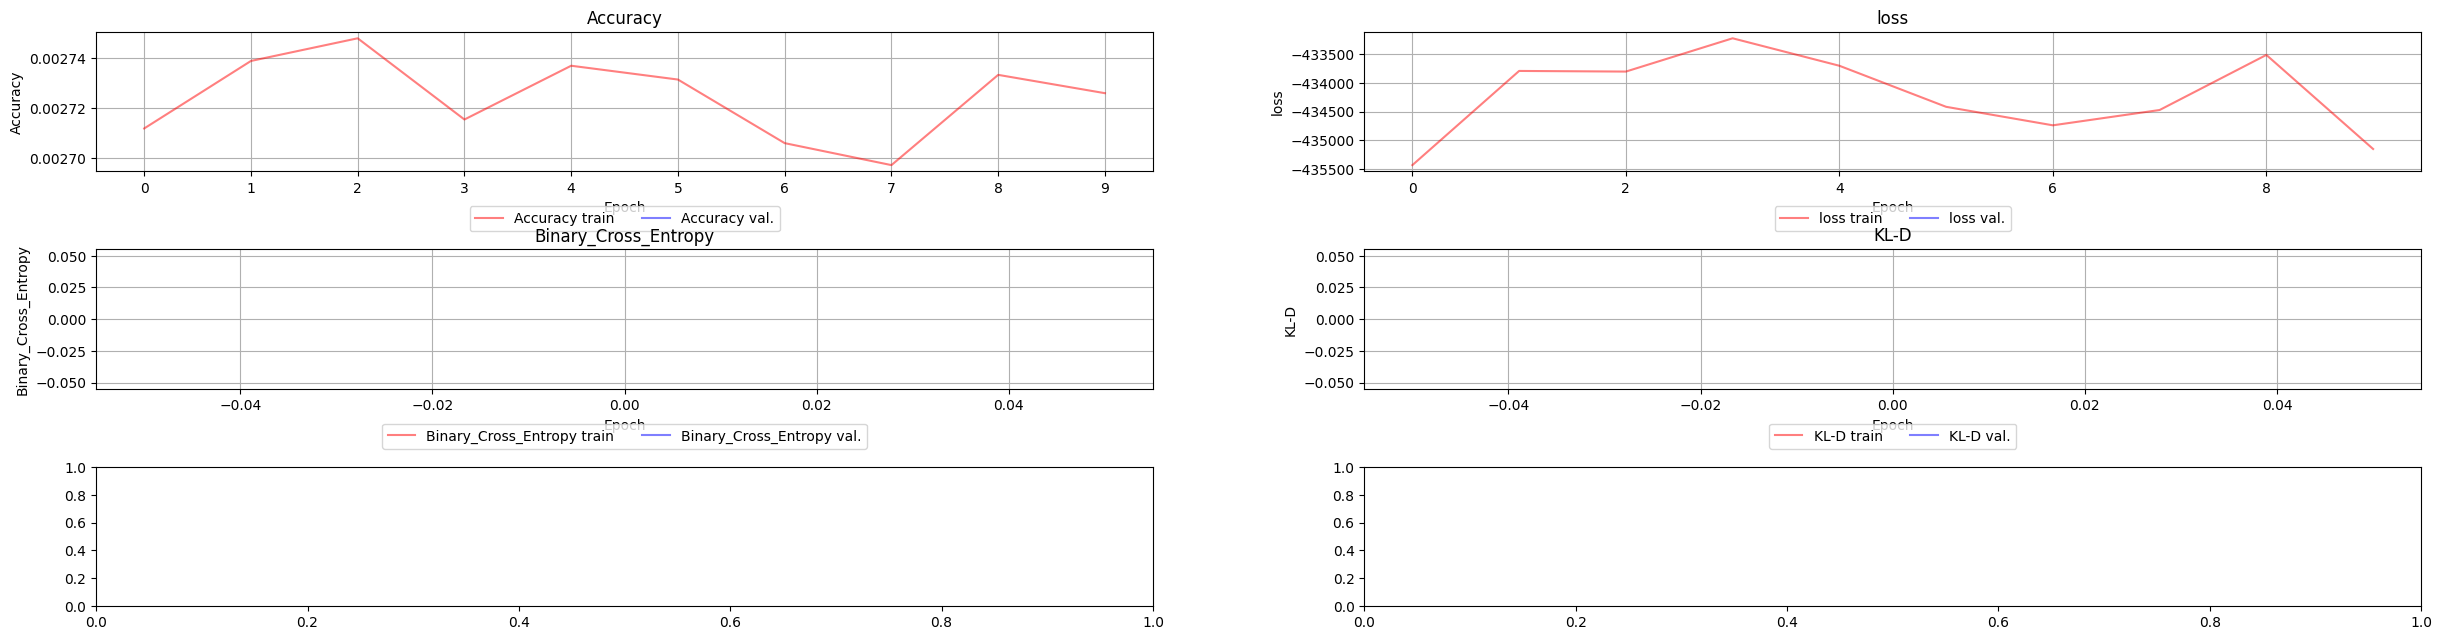 Accuracy
Accuracy
0.00274
0.00272
0.00270
0 1 2 3 4 5 6 7 8 9
Epoch
Accuracy train Accuracy val.
loss
loss
−433500
−434000
−434500
−435000
−435500
0 2 4 6 8
Epoch
loss train loss val.
Binary_Cross_Entropy
Binary_Cross_Entropy
0.050
0.025
0.000
−0.025
−0.050
−0.04 −0.02 0.00 0.02 0.04
Epoch
Binary_Cross_Entropy train Binary_Cross_Entropy val.
KL-D
KL-D
0.050
0.025
0.000
−0.025
−0.050
−0.04 −0.02 0.00 0.02 0.04
Epoch
KL-D train KL-D val.
1.0
0.8
0.6
0.4
0.2
0.0
0.0 0.2 0.4 0.6 0.8 1.0
1.0
0.8
0.6
0.4
0.2
0.0
0.0 0.2 0.4 0.6 0.8 1.0